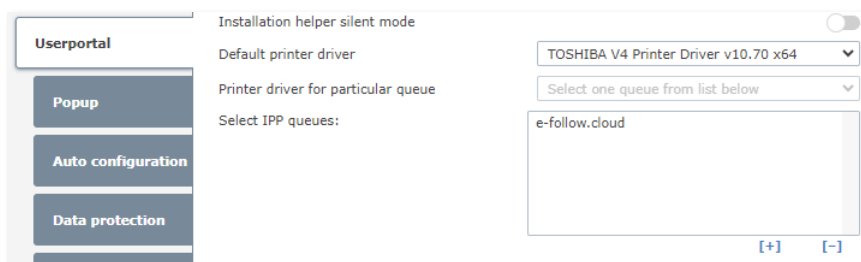 Installation helper silent mode
Userportal
Default printer driver TOSHIBA V4 Printer Driver v10.70 x64
Popup
Printer driver for particular queue Select one queue from list below
Select IPP queues: e-follow.cloud
Auto configuration
Data protection
[+] [-]